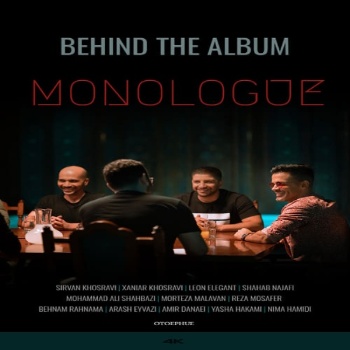 BEHIND THE ALBUM
MONOLOGUE
SIRVAN KHOSRAVI | XANIAR KHOSRAVI | LEON ELEGANT | SHAHAB NAJAFI
MOHAMMAD ALI SHAHBAZI | MORTEZA MALAVAN | REZA MOSAFER
BEHNAM RAHNAMA | ARASH EYVAZI | AMIR DANAEI | YASHA HAKAMI | NIMA HAMIDI
4K